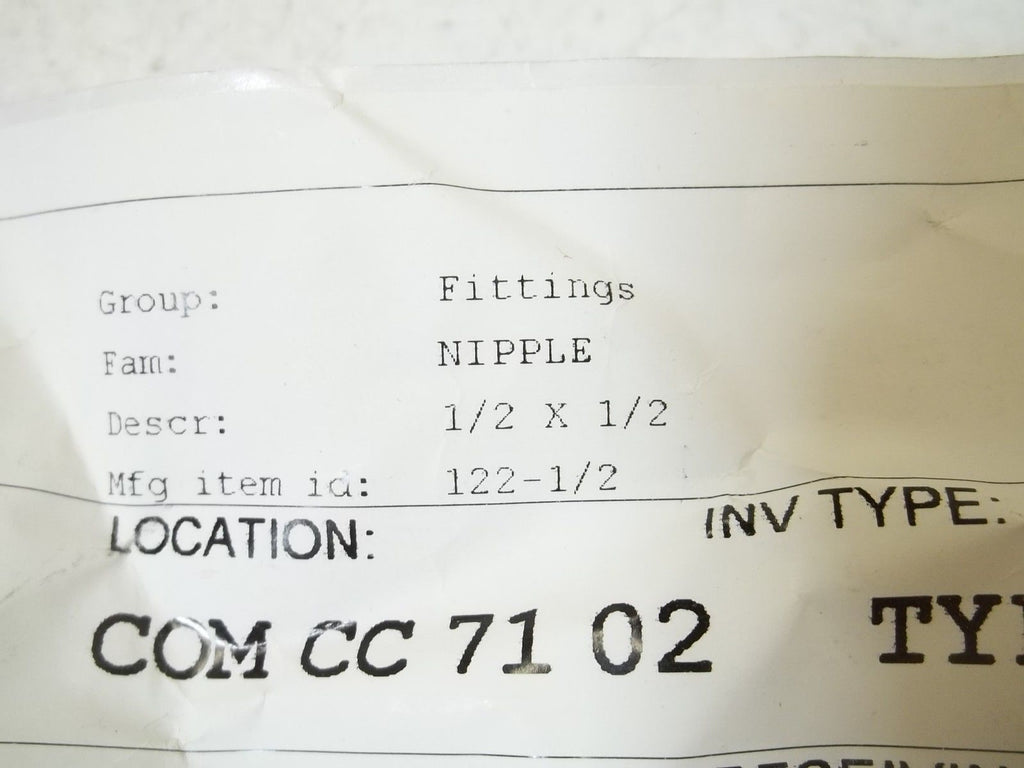 Group: Fittings
Fam: NIPPLE
Descr: 1/2 X 1/2
Mfg item id: 122-1/2
LOCATION: INV TYPE:
COM CC 71 02